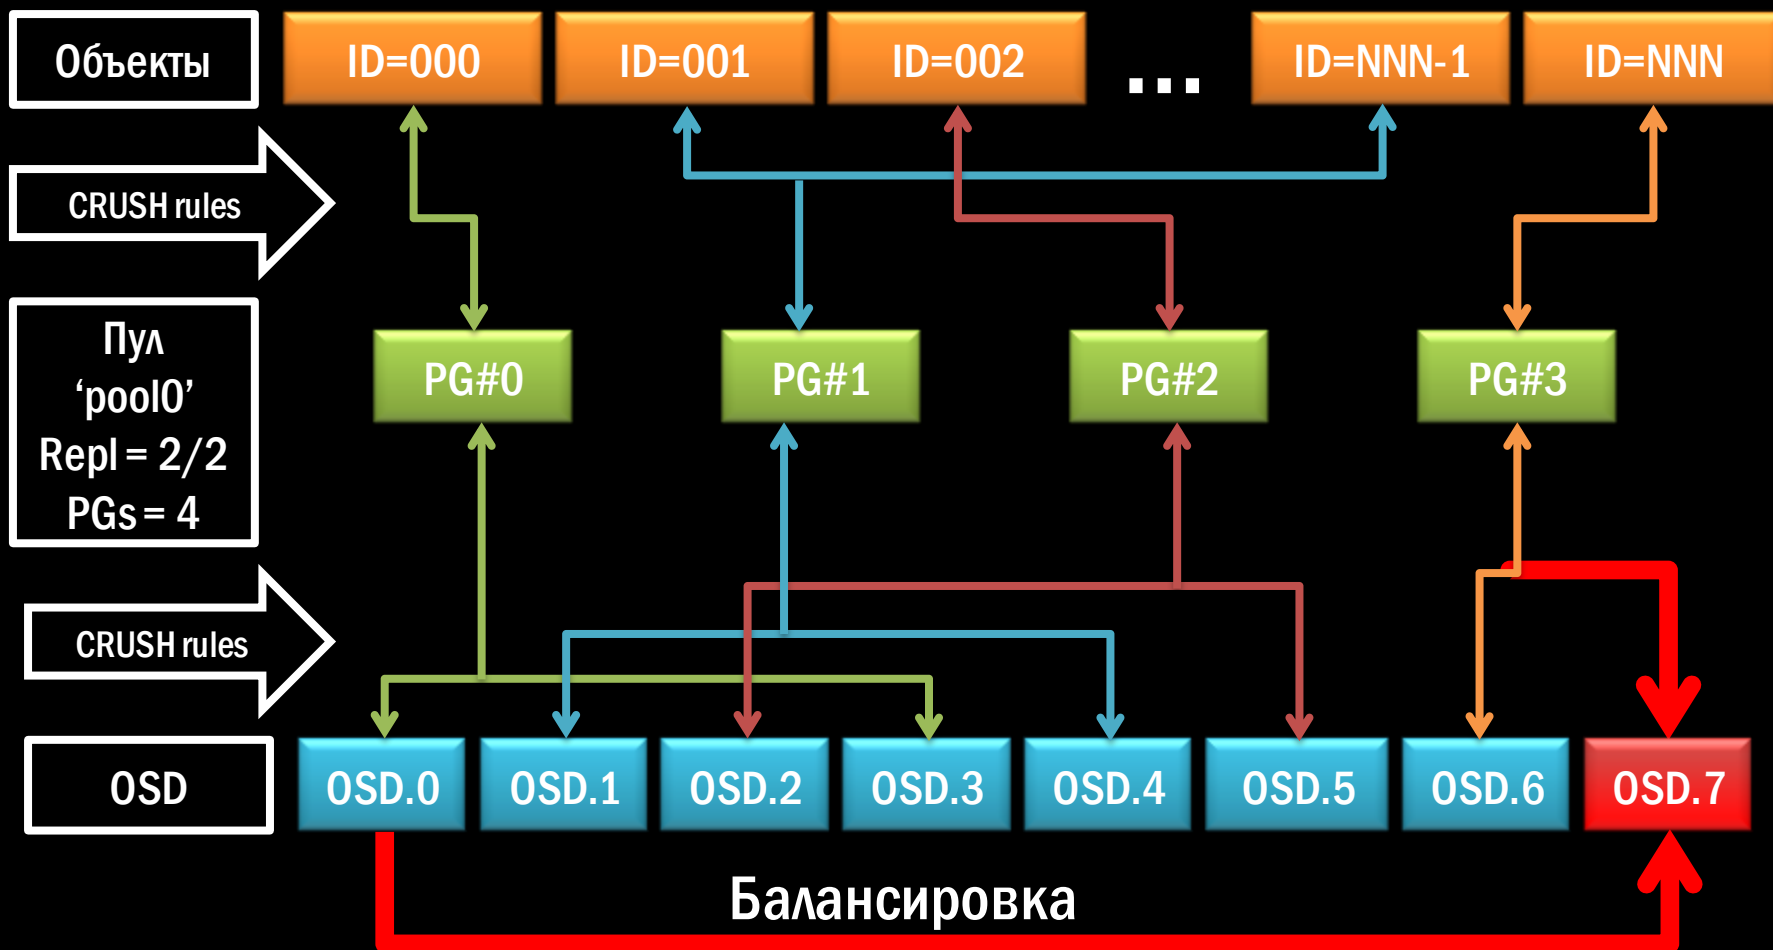 Объекты
ID=000
ID=001
ID=002
...
ID=NNN-1
ID=NNN
CRUSH rules
Пул
‘pool0’
Repl = 2/2
PGs = 4
PG#0
PG#1
PG#2
PG#3
CRUSH rules
OSD
OSD.0
OSD.1
OSD.2
OSD.3
OSD.4
OSD.5
OSD.6
OSD.7
Балансировка